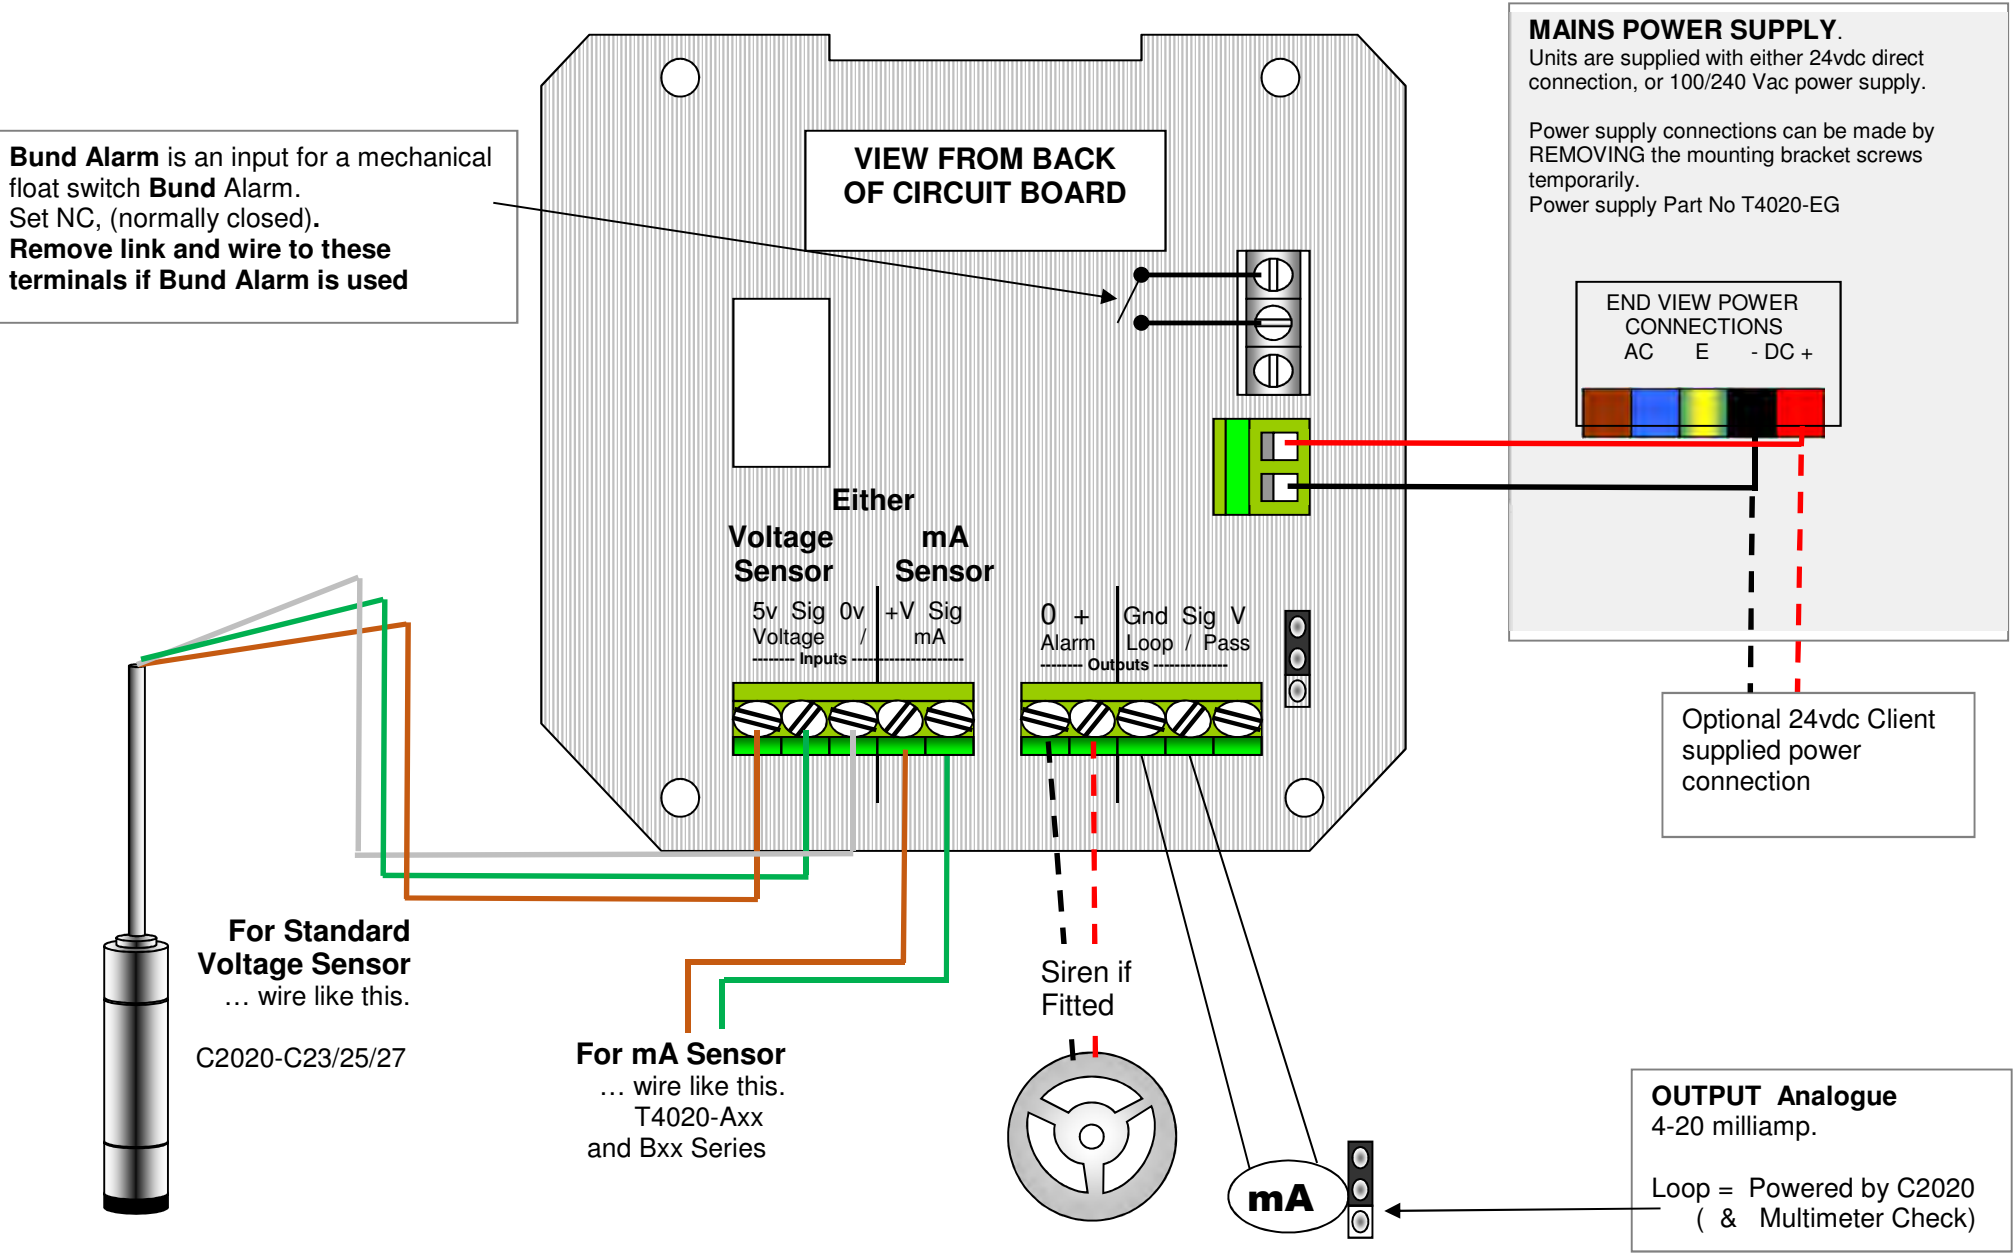 MAINS POWER SUPPLY.
Units are supplied with either 24vdc direct
connection, or 100/240 Vac power supply.
Power supply connections can be made by
REMOVING the mounting bracket screws
temporarily.
Power supply Part No T4020-EG
END VIEW POWER
CONNECTIONS
AC E - DC +
Bund Alarm is an input for a mechanical
float switch Bund Alarm.
Set NC, (normally closed).
Remove link and wire to these
terminals if Bund Alarm is used
VIEW FROM BACK
OF CIRCUIT BOARD
Either
Voltage
Sensor
mA
Sensor
5v Sig 0v +V Sig
Voltage / mA
-------- Inputs ---------------------
0 + Gnd Sig V
Alarm Loop / Pass
-------- Outputs --------------
Optional 24vdc Client
supplied power
connection
For Standard
Voltage Sensor
… wire like this.
C2020-C23/25/27
For mA Sensor
… wire like this.
T4020-Axx
and Bxx Series
Siren if
Fitted
mA
OUTPUT Analogue
4-20 milliamp.
Loop = Powered by C2020
( & Multimeter Check)